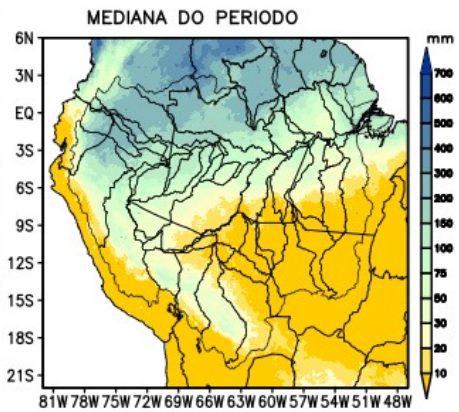 MEDIANA DO PERIODO
mm
6N
3N
EQ
3S
6S
9S
12S
15S
18S
21S
700
600
500
400
300
200
150
100
75
50
30
20
10
81W 78W 75W 72W 69W 66W 63W 60W 57W 54W 51W 48W